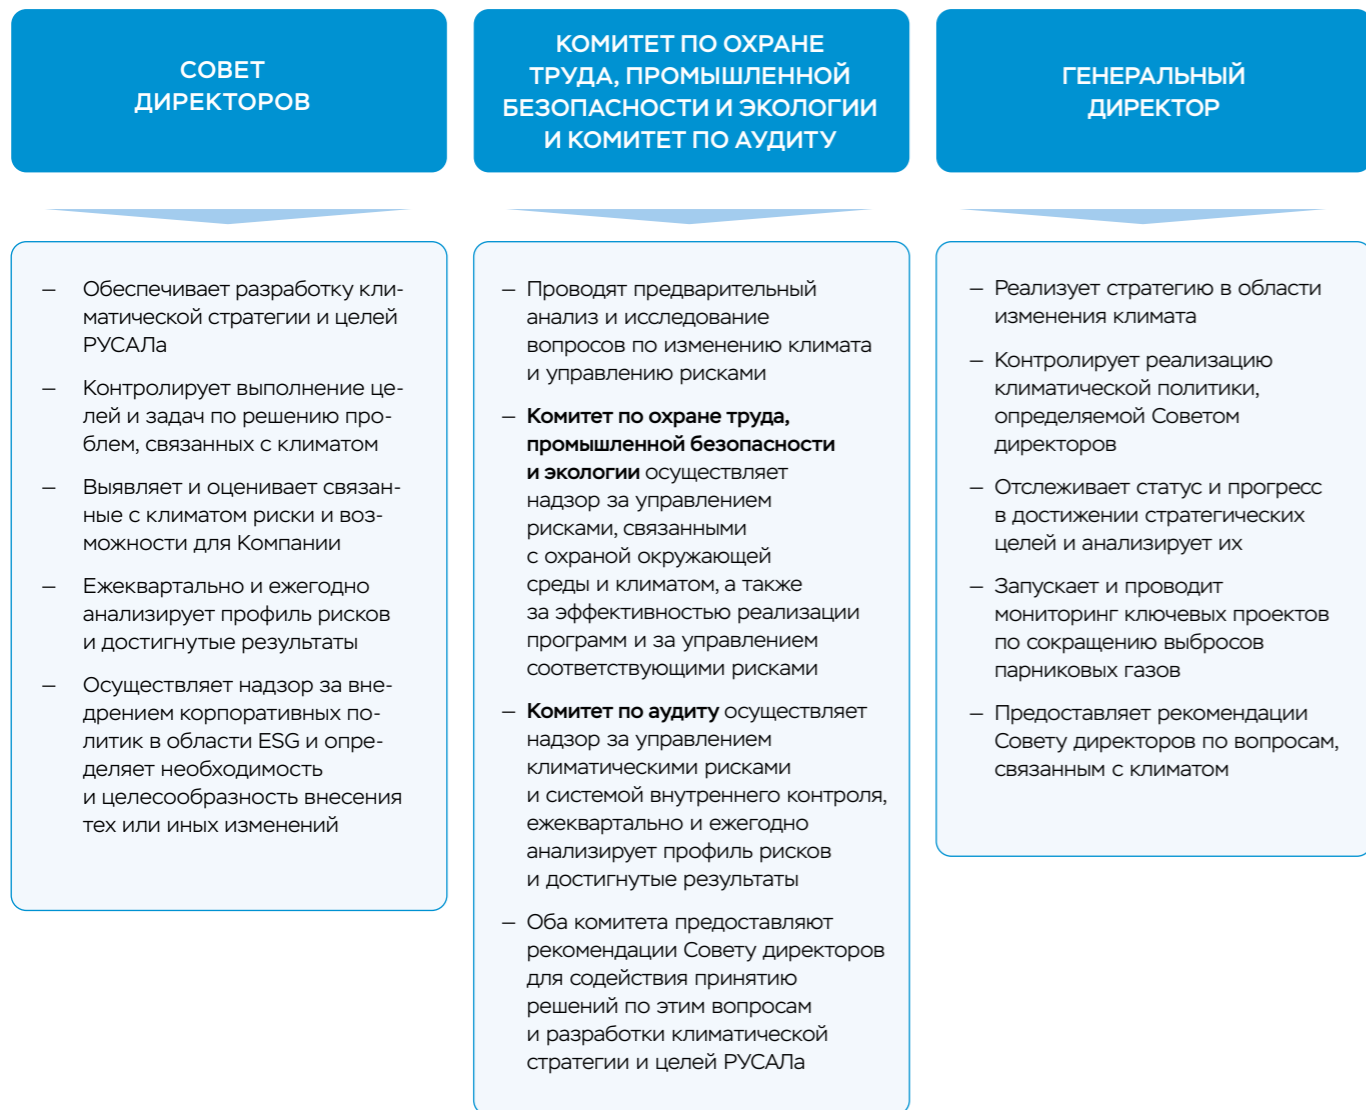 СОВЕТ
ДИРЕКТОРОВ
— Обеспечивает разработку кли-
матической стратегии и целей
РУСАЛа
— Контролирует выполнение це-
лей и задач по решению про-
блем, связанных с климатом
— Выявляет и оценивает связан-
ные с климатом риски и воз-
можности для Компании
— Ежеквартально и ежегодно
анализирует профиль рисков
и достигнутые результаты
— Осуществляет надзор за вне-
дрением корпоративных по-
литик в области ESG и опре-
деляет необходимость
и целесообразность внесения
тех или иных изменений
КОМИТЕТ ПО ОХРАНЕ
ТРУДА, ПРОМЫШЛЕННОЙ
БЕЗОПАСНОСТИ И ЭКОЛОГИИ
И КОМИТЕТ ПО АУДИТУ
— Проводят предварительный
анализ и исследование
вопросов по изменению климата
и управлению рисками
— Комитет по охране труда,
промышленной безопасности
и экологии осуществляет
надзор за управлением
рисками, связанными
с охраной окружающей
среды и климатом, а также
за эффективностью реализации
программ и за управлением
соответствующими рисками
— Комитет по аудиту осуществляет
надзор за управлением
климатическими рисками
и системой внутреннего контроля,
ежеквартально и ежегодно
анализирует профиль рисков
и достигнутые результаты
— Оба комитета предоставляют
рекомендации Совету директоров
для содействия принятию
решений по этим вопросам
и разработки климатической
стратегии и целей РУСАЛа
ГЕНЕРАЛЬНЫЙ
ДИРЕКТОР
— Реализует стратегию в области
изменения климата
— Контролирует реализацию
климатической политики,
определяемой Советом
директоров
— Отслеживает статус и прогресс
в достижении стратегических
целей и анализирует их
— Запускает и проводит
мониторинг ключевых проектов
по сокращению выбросов
парниковых газов
— Предоставляет рекомендации
Совету директоров по вопросам,
связанным с климатом